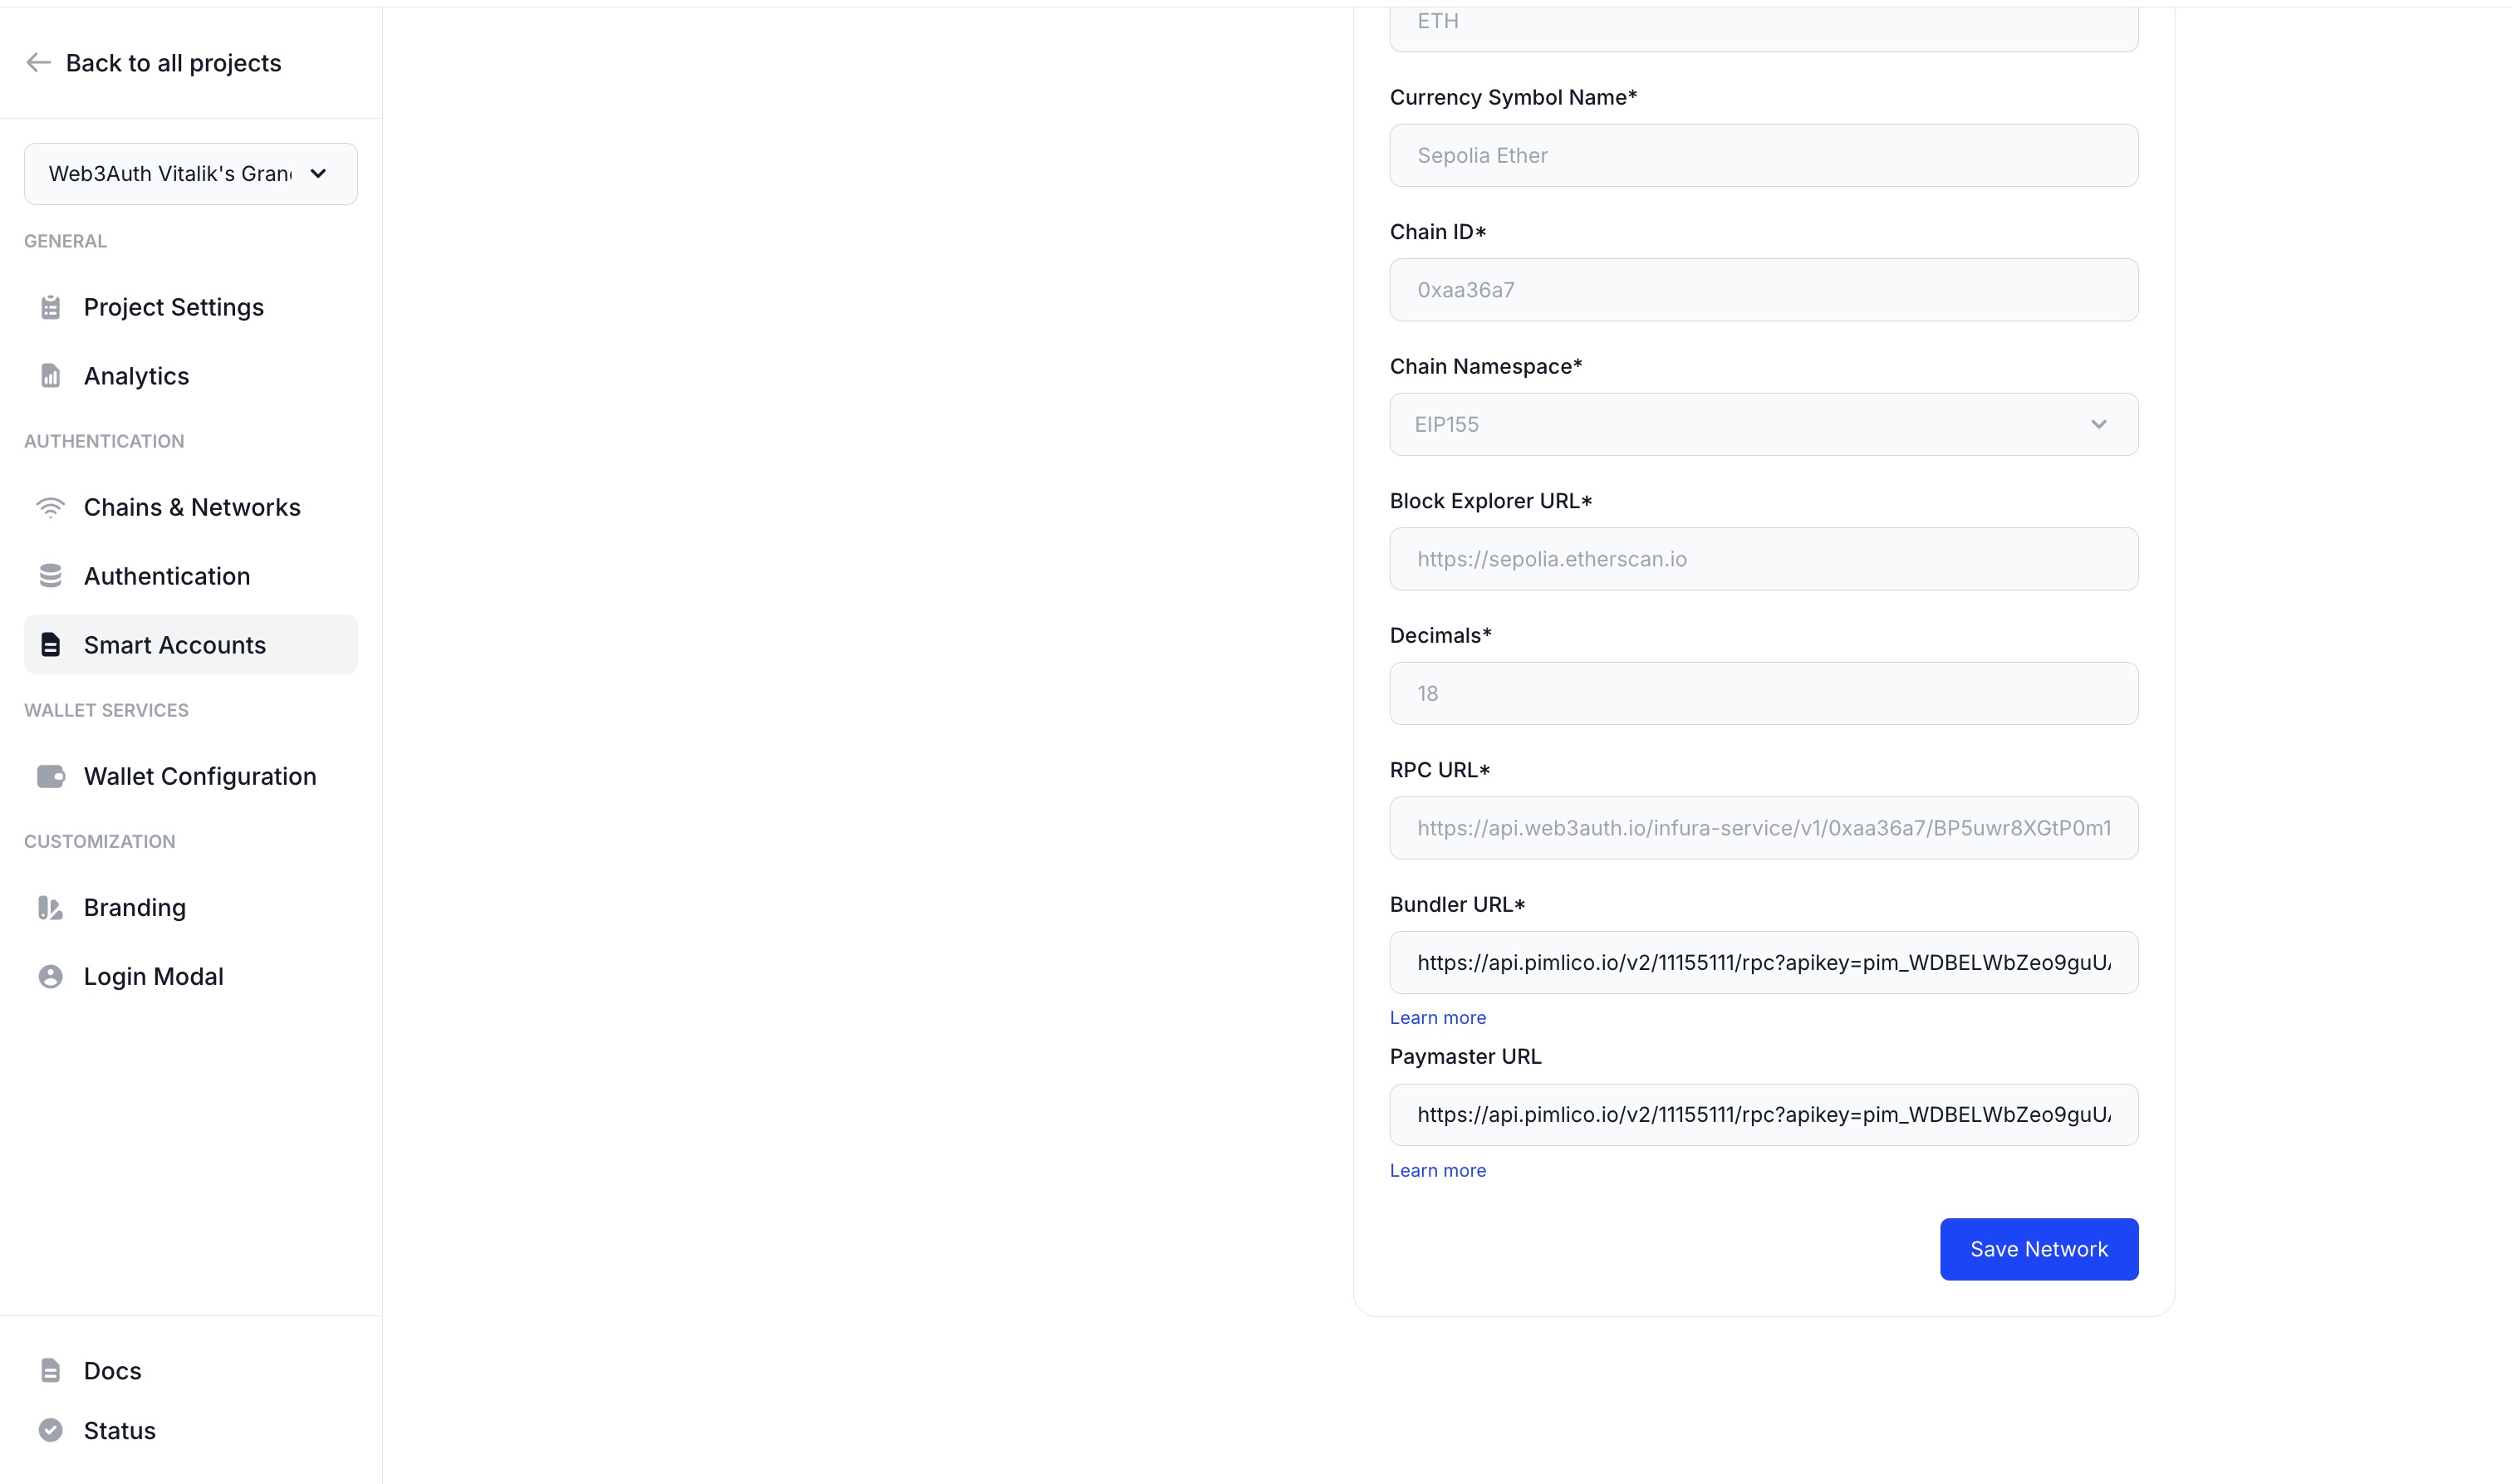 Back to all projects
Web3Auth Vitalik's Gran
GENERAL
Project Settings
Analytics
AUTHENTICATION
Chains & Networks
Authentication
Smart Accounts
WALLET SERVICES
Wallet Configuration
CUSTOMIZATION
Branding
Login Modal
Docs
Status
ETH
Currency Symbol Name*
Sepolia Ether
Chain ID*
0xaa36a7
Chain Namespace*
EIP155
Block Explorer URL*
https://sepolia.etherscan.io
Decimals*
18
RPC URL*
https://api.web3auth.io/infura-service/v1/0xaa36a7/BP5uwr8XGtP0m1
Bundler URL*
https://api.pimlico.io/v2/11155111/rpc?apikey=pim_WDBELWbZeo9guU
Learn more
Paymaster URL
https://api.pimlico.io/v2/11155111/rpc?apikey=pim_WDBELWbZeo9guU
Learn more
Save Network